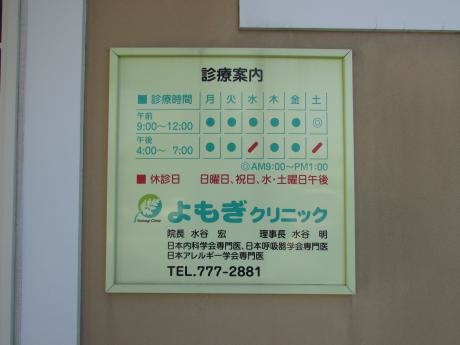 診療案内
■ 診療時間 月 火 水 木 金 土
午前
9:00〜12:00 ● ● ● ● ● ◎
午後
4:00〜 7:00 ● ● ／ ● ● ／
◎AM9:00〜PM1:00
■ 休診日 日曜日、祝日、水・土曜日午後
よもぎクリニック
院長 水谷 宏 理事長 水谷 明
日本内科学会専門医、日本呼吸器学会専門医
日本アレルギー学会専門医
TEL.777-2881